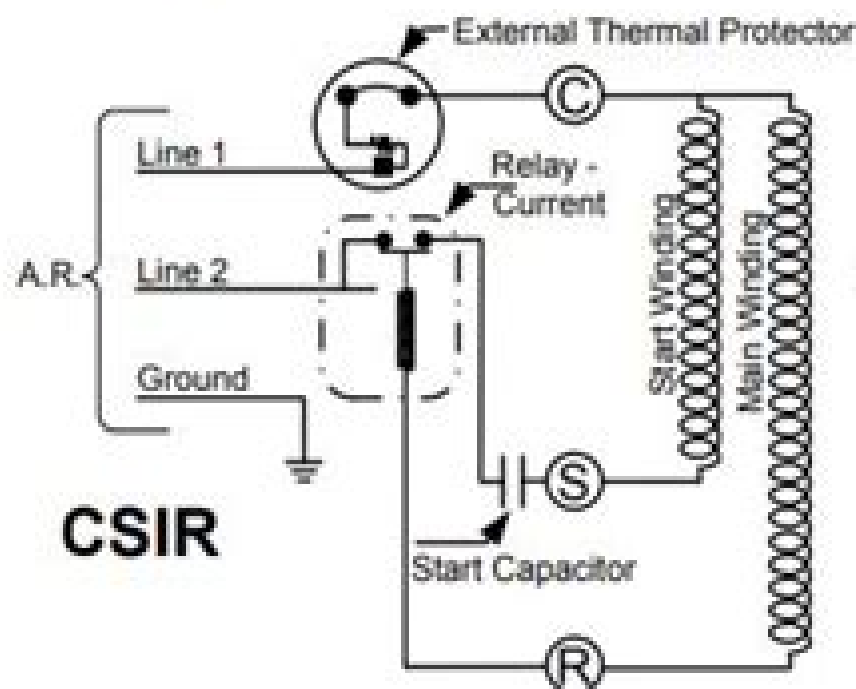 External Thermal Protector
C
Line 1
Relay -
Current
A.R.
Line 2
Start Winding
Main Winding
Ground
S
CSIR
Start Capacitor
R